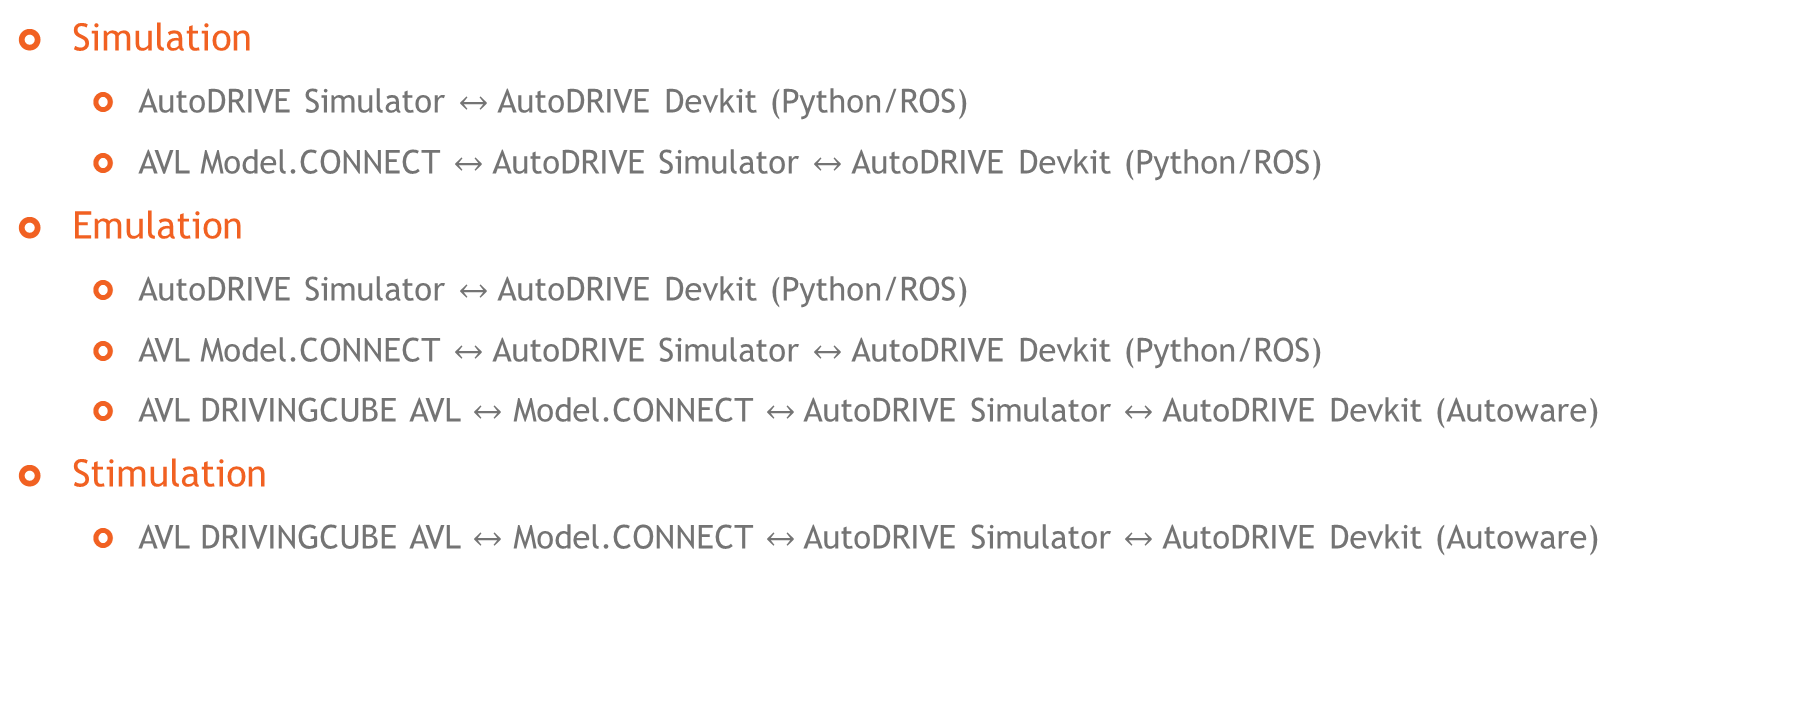 Simulation
AutoDRIVE Simulator ↔ AutoDRIVE Devkit (Python/ROS)
AVL Model.CONNECT ↔ AutoDRIVE Simulator ↔ AutoDRIVE Devkit (Python/ROS)
Emulation
AutoDRIVE Simulator ↔ AutoDRIVE Devkit (Python/ROS)
AVL Model.CONNECT ↔ AutoDRIVE Simulator ↔ AutoDRIVE Devkit (Python/ROS)
AVL DRIVINGCUBE AVL ↔ Model.CONNECT ↔ AutoDRIVE Simulator ↔ AutoDRIVE Devkit (Autoware)
Stimulation
AVL DRIVINGCUBE AVL ↔ Model.CONNECT ↔ AutoDRIVE Simulator ↔ AutoDRIVE Devkit (Autoware)